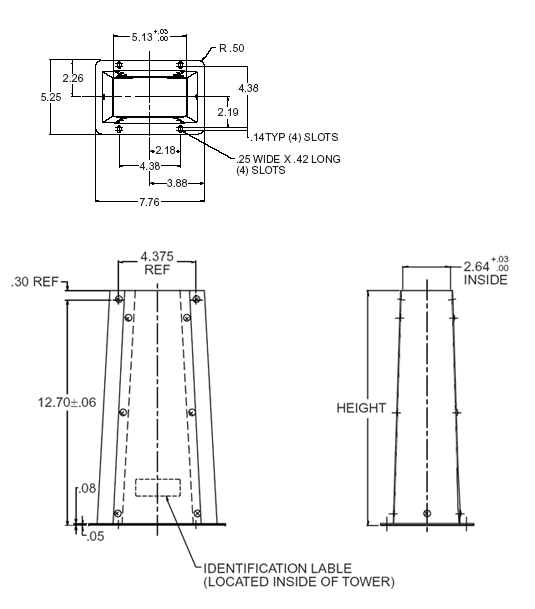 5.13 +.03 .00
R .50
2.26
5.25
4.38
2.19
.14TYP (4) SLOTS
2.18
.25 WIDE X .42 LONG
(4) SLOTS
4.38
3.88
7.76
4.375
REF
.30 REF
2.64 +.03 .00
INSIDE
12.70±.06
HEIGHT
.08
.05
IDENTIFICATION LABLE
(LOCATED INSIDE OF TOWER)